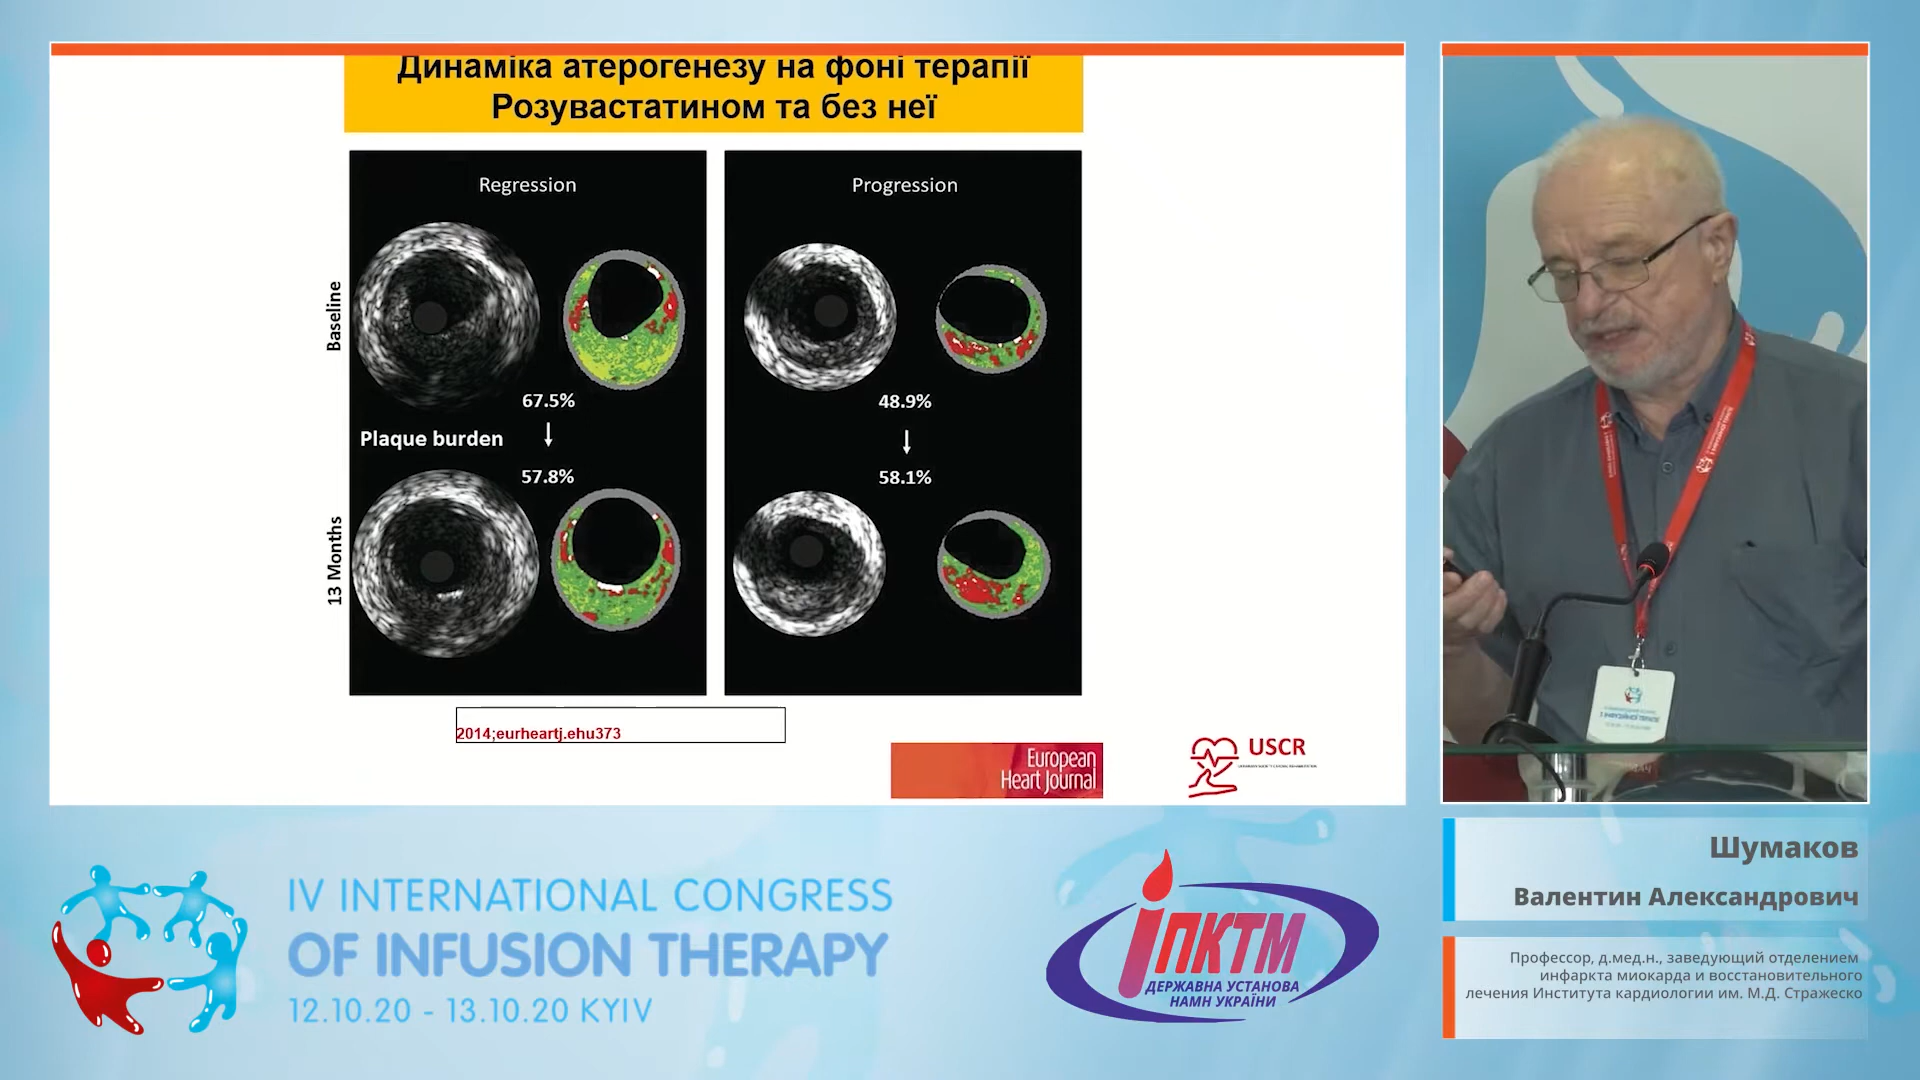 Динаміка атерогенезу на фоні терапії
Розувастатином та без неї
Regression
Progression
Baseline
67.5%
48.9%
Plaque burden
57.8%
58.1%
13 Months
2014;eurheartj.ehu373
European
Heart Journal
USCR
Шумаков
Валентин Александрович
Профессор, д.мед.н., заведующий отделением
инфаркта миокарда и восстановительного
лечения Института кардиологии им. М.Д. Стражеско
IV INTERNATIONAL CONGRESS
OF INFUSION THERAPY
12.10.20 - 13.10.20 KYIV
ІПКТМ
ДЕРЖАВНА УСТАНОВА
НАМН УКРАЇНИ